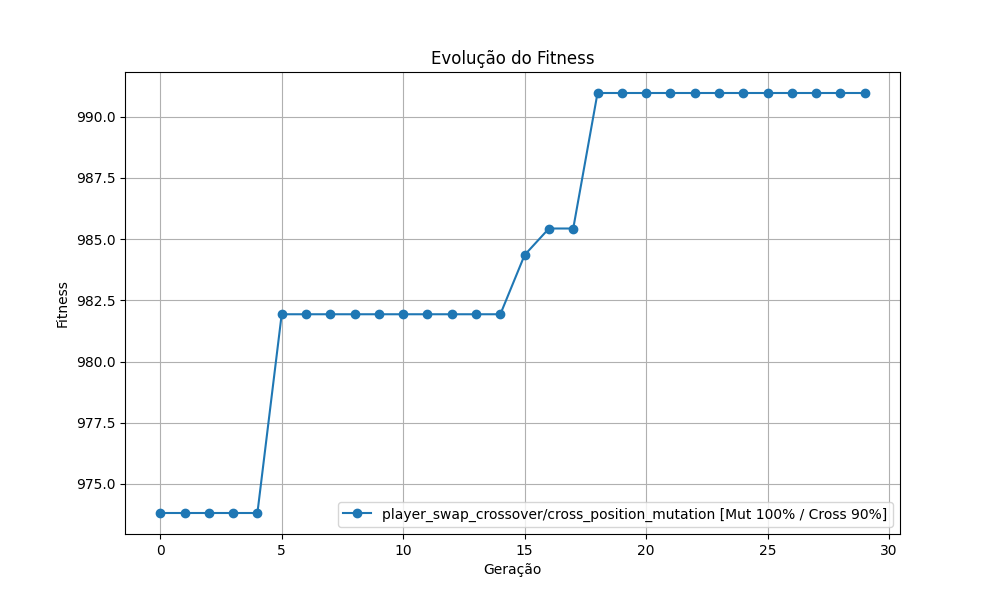 Evolução do Fitness
Fitness
990.0
987.5
985.0
982.5
980.0
977.5
975.0
player_swap_crossover/cross_position_mutation [Mut 100% / Cross 90%]
0 5 10 15 20 25 30
Geração